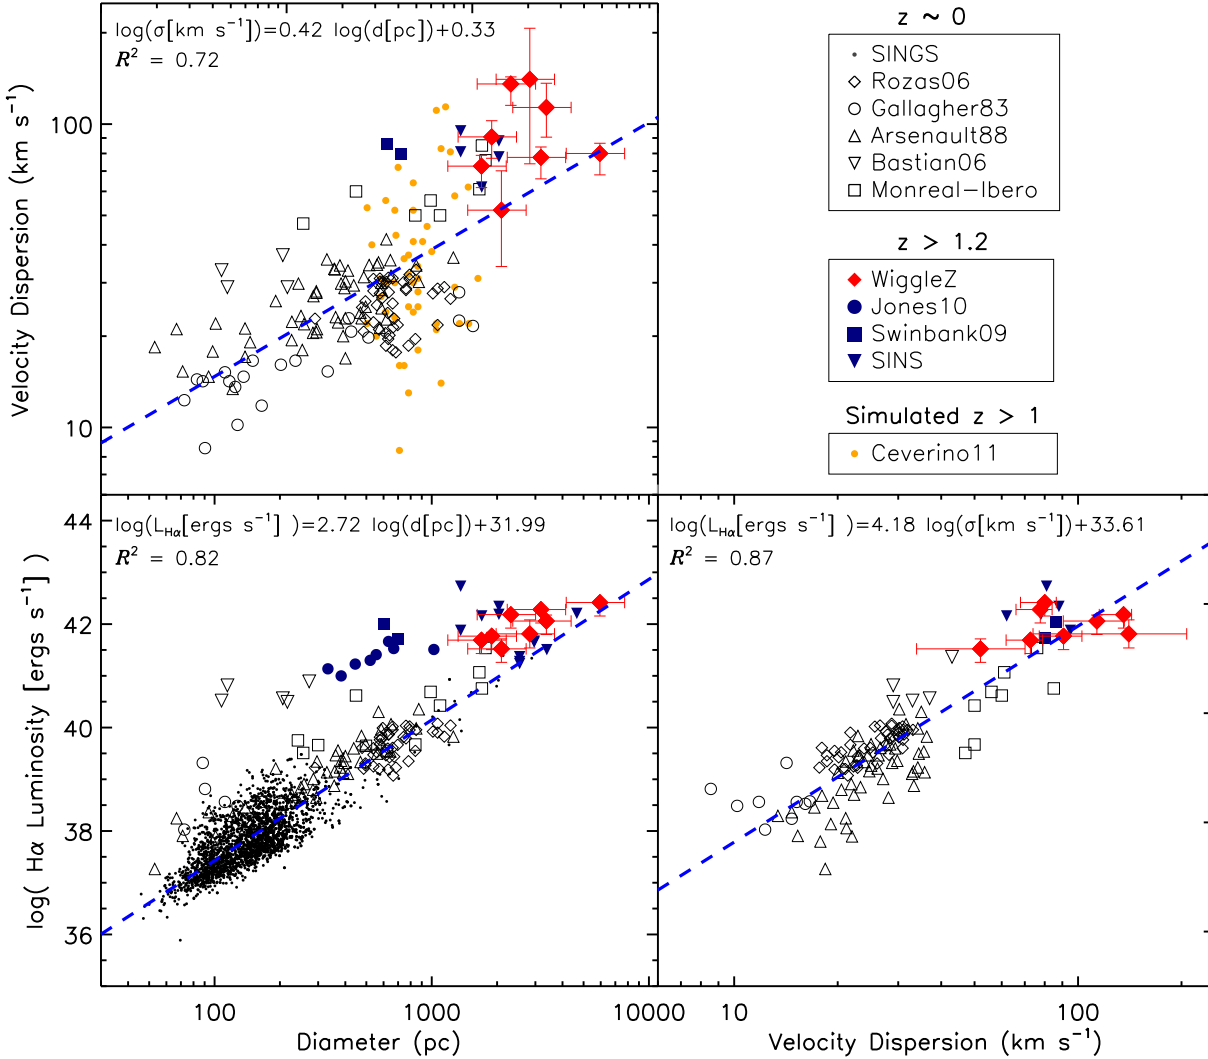 log(σ[km s⁻¹])=0.42 log(d[pc])+0.33
R² = 0.72
100
10
Velocity Dispersion (km s⁻¹)
z ~ 0
SINGS
Rozas06
Gallagher83
Arsenault88
Bastian06
Monreal-Ibero
z > 1.2
WiggleZ
Jones10
Swinbank09
SINS
Simulated z > 1
Ceverino11
log(L_Hα[ergs s⁻¹] )=2.72 log(d[pc])+31.99
R² = 0.82
44
42
40
38
36
log( Hα Luminosity [ergs s⁻¹] )
100
1000
10000
Diameter (pc)
log(L_Hα[ergs s⁻¹] )=4.18 log(σ[km s⁻¹])+33.61
R² = 0.87
10
100
Velocity Dispersion (km s⁻¹)